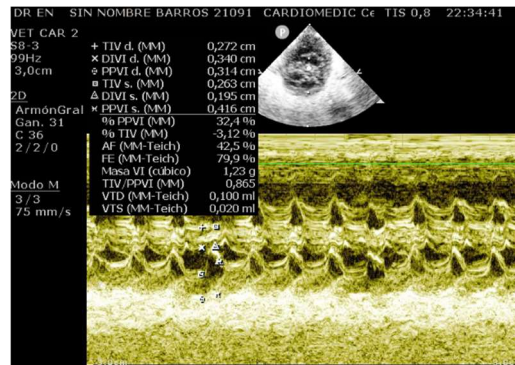 DR EN SIN NOMBRE BARROS 21091 CARDIOMEDIC Ce TIS 0,8 22:34:41
VET CAR 2
S8-3
99Hz
3,0cm
2D
ArmónGral
Gan. 31
C 36
2/2/0
Modo M
3/3
75 mm/s
+ TIV d. (MM) 0,272 cm
× DIVI d. (MM) 0,340 cm
PPVI d. (MM) 0,314 cm
TIV s. (MM) 0,263 cm
DIVI s. (MM) 0,195 cm
PPVI s. (MM) 0,416 cm
% PPVI (MM) 32,4 %
% TIV (MM) -3,12 %
AF (MM-Teich) 42,5 %
FE (MM-Teich) 79,9 %
Masa VI (cúbico) 1,23 g
TIV/PPVI (MM) 0,865
VTD (MM-Teich) 0,100 ml
VTS (MM-Teich) 0,020 ml
P